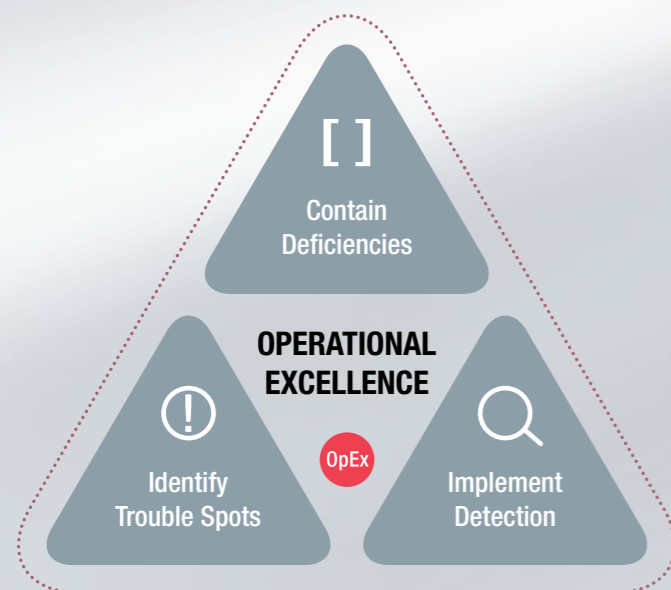 [ ]
Contain
Deficiencies
OPERATIONAL
EXCELLENCE
OpEx
!
Identify
Trouble Spots
Implement
Detection